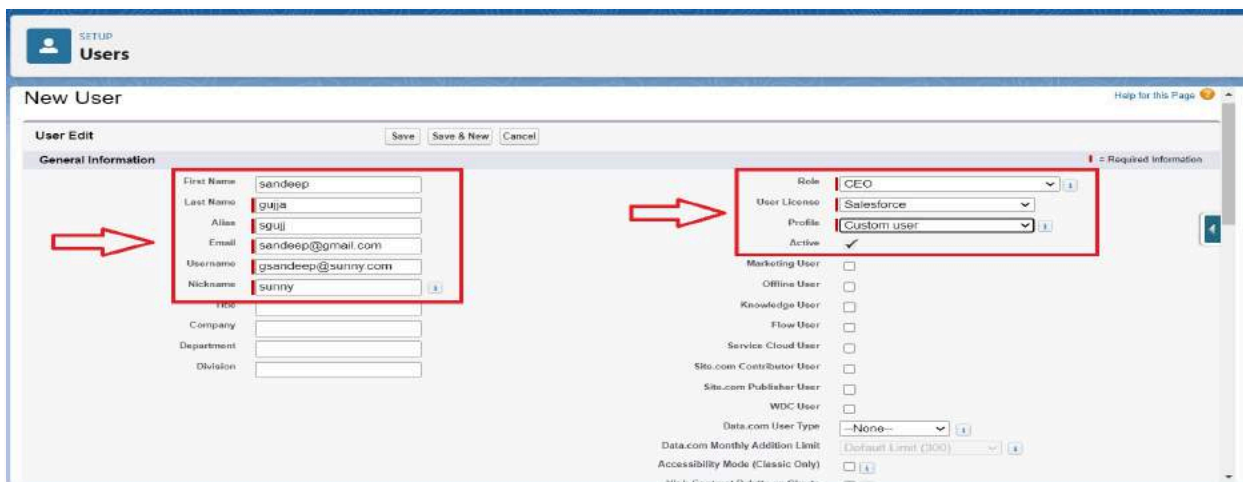 SETUP
Users
New User
Help for this Page
User Edit
Save
Save & New
Cancel
General Information
= Required Information
First Name
sandeep
Last Name
gujja
Alias
sgujj
Email
sandeep@gmail.com
Username
gsandeep@sunny.com
Nickname
sunny
Title
Company
Department
Division
Role
CEO
User License
Salesforce
Profile
Custom user
Active
Marketing User
Offline User
Knowledge User
Flow User
Service Cloud User
Site.com Contributor User
Site.com Publisher User
WDC User
Data.com User Type
--None--
Data.com Monthly Addition Limit
Default Limit (300)
Accessibility Mode (Classic Only)